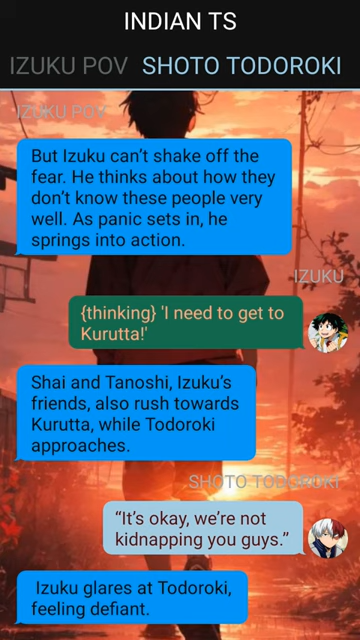 INDIAN TS
IZUKU POV SHOTO TODOROKI
IZUKU POV
But Izuku can’t shake off the
fear. He thinks about how they
don’t know these people very
well. As panic sets in, he
springs into action.
IZUKU
{thinking} 'I need to get to
Kurutta!'
Shai and Tanoshi, Izuku’s
friends, also rush towards
Kurutta, while Todoroki
approaches.
SHOTO TODOROKI
“It’s okay, we’re not
kidnapping you guys.”
Izuku glares at Todoroki,
feeling defiant.